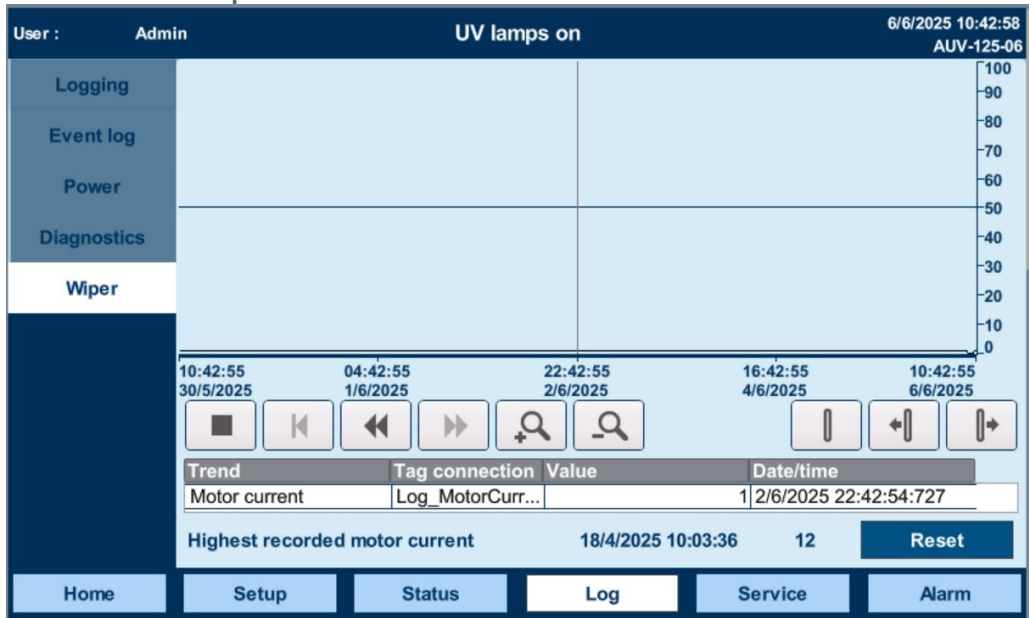 User : Admin UV lamps on 6/6/2025 10:42:58
AUV-125-06
Logging
Event log
Power
Diagnostics
Wiper
100
90
80
70
60
50
40
30
20
10
0
10:42:55 04:42:55 22:42:55 16:42:55 10:42:55
30/5/2025 1/6/2025 2/6/2025 4/6/2025 6/6/2025
Trend Tag connection Value Date/time
Motor current Log_MotorCurr... 1 2/6/2025 22:42:54:727
Highest recorded motor current 18/4/2025 10:03:36 12 Reset
Home Setup Status Log Service Alarm